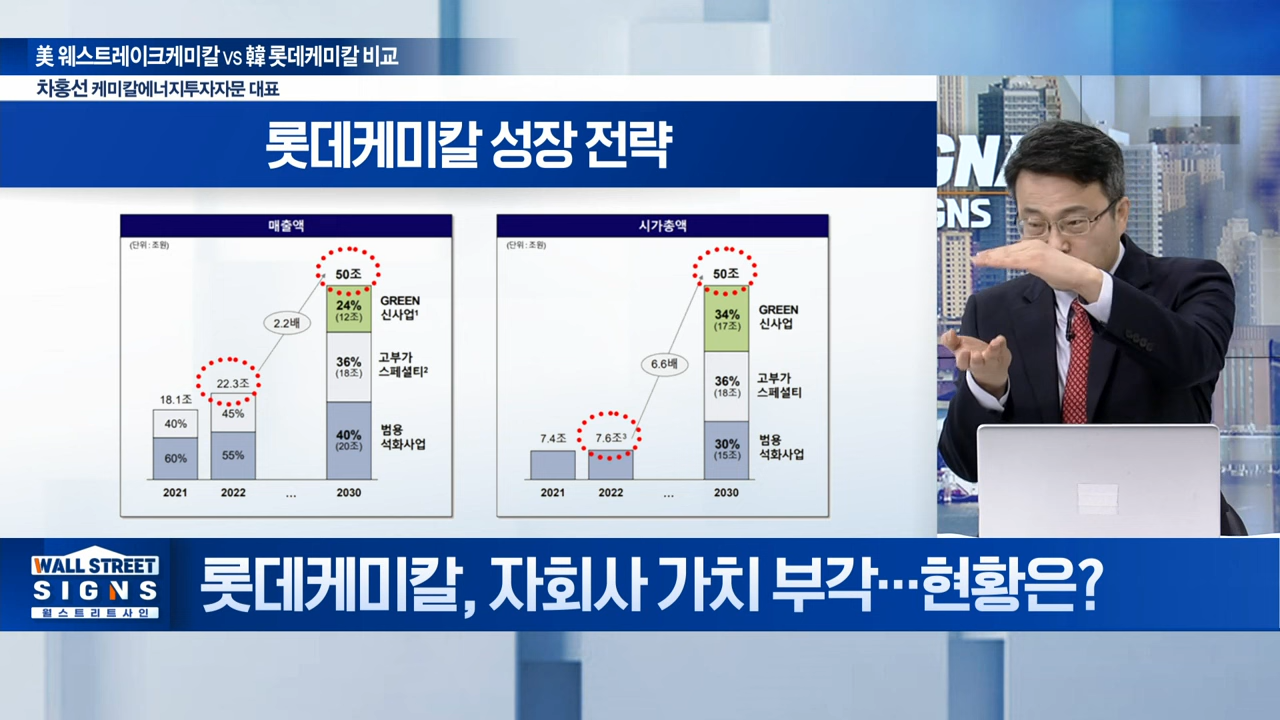 美 웨스트레이크케미칼 VS 韓 롯데케미칼 비교
차홍선 케미칼에너지투자자문 대표
롯데케미칼 성장 전략
매출액
(단위 : 조원)
50조
24%
(12조)
GREEN
신사업¹
2.2배
36%
(18조)
고부가
스페셜티²
22.3조
18.1조
45%
40%
40%
(20조)
범용
석화사업
60%
55%
2021
2022
...
2030
시가총액
(단위 : 조원)
50조
34%
(17조)
GREEN
신사업
6.6배
36%
(18조)
고부가
스페셜티
7.4조
7.6조³
30%
(15조)
범용
석화사업
2021
2022
...
2030
GNS
WALL STREET
SIGNS
월스트리트사인
롯데케미칼, 자회사 가치 부각…현황은?